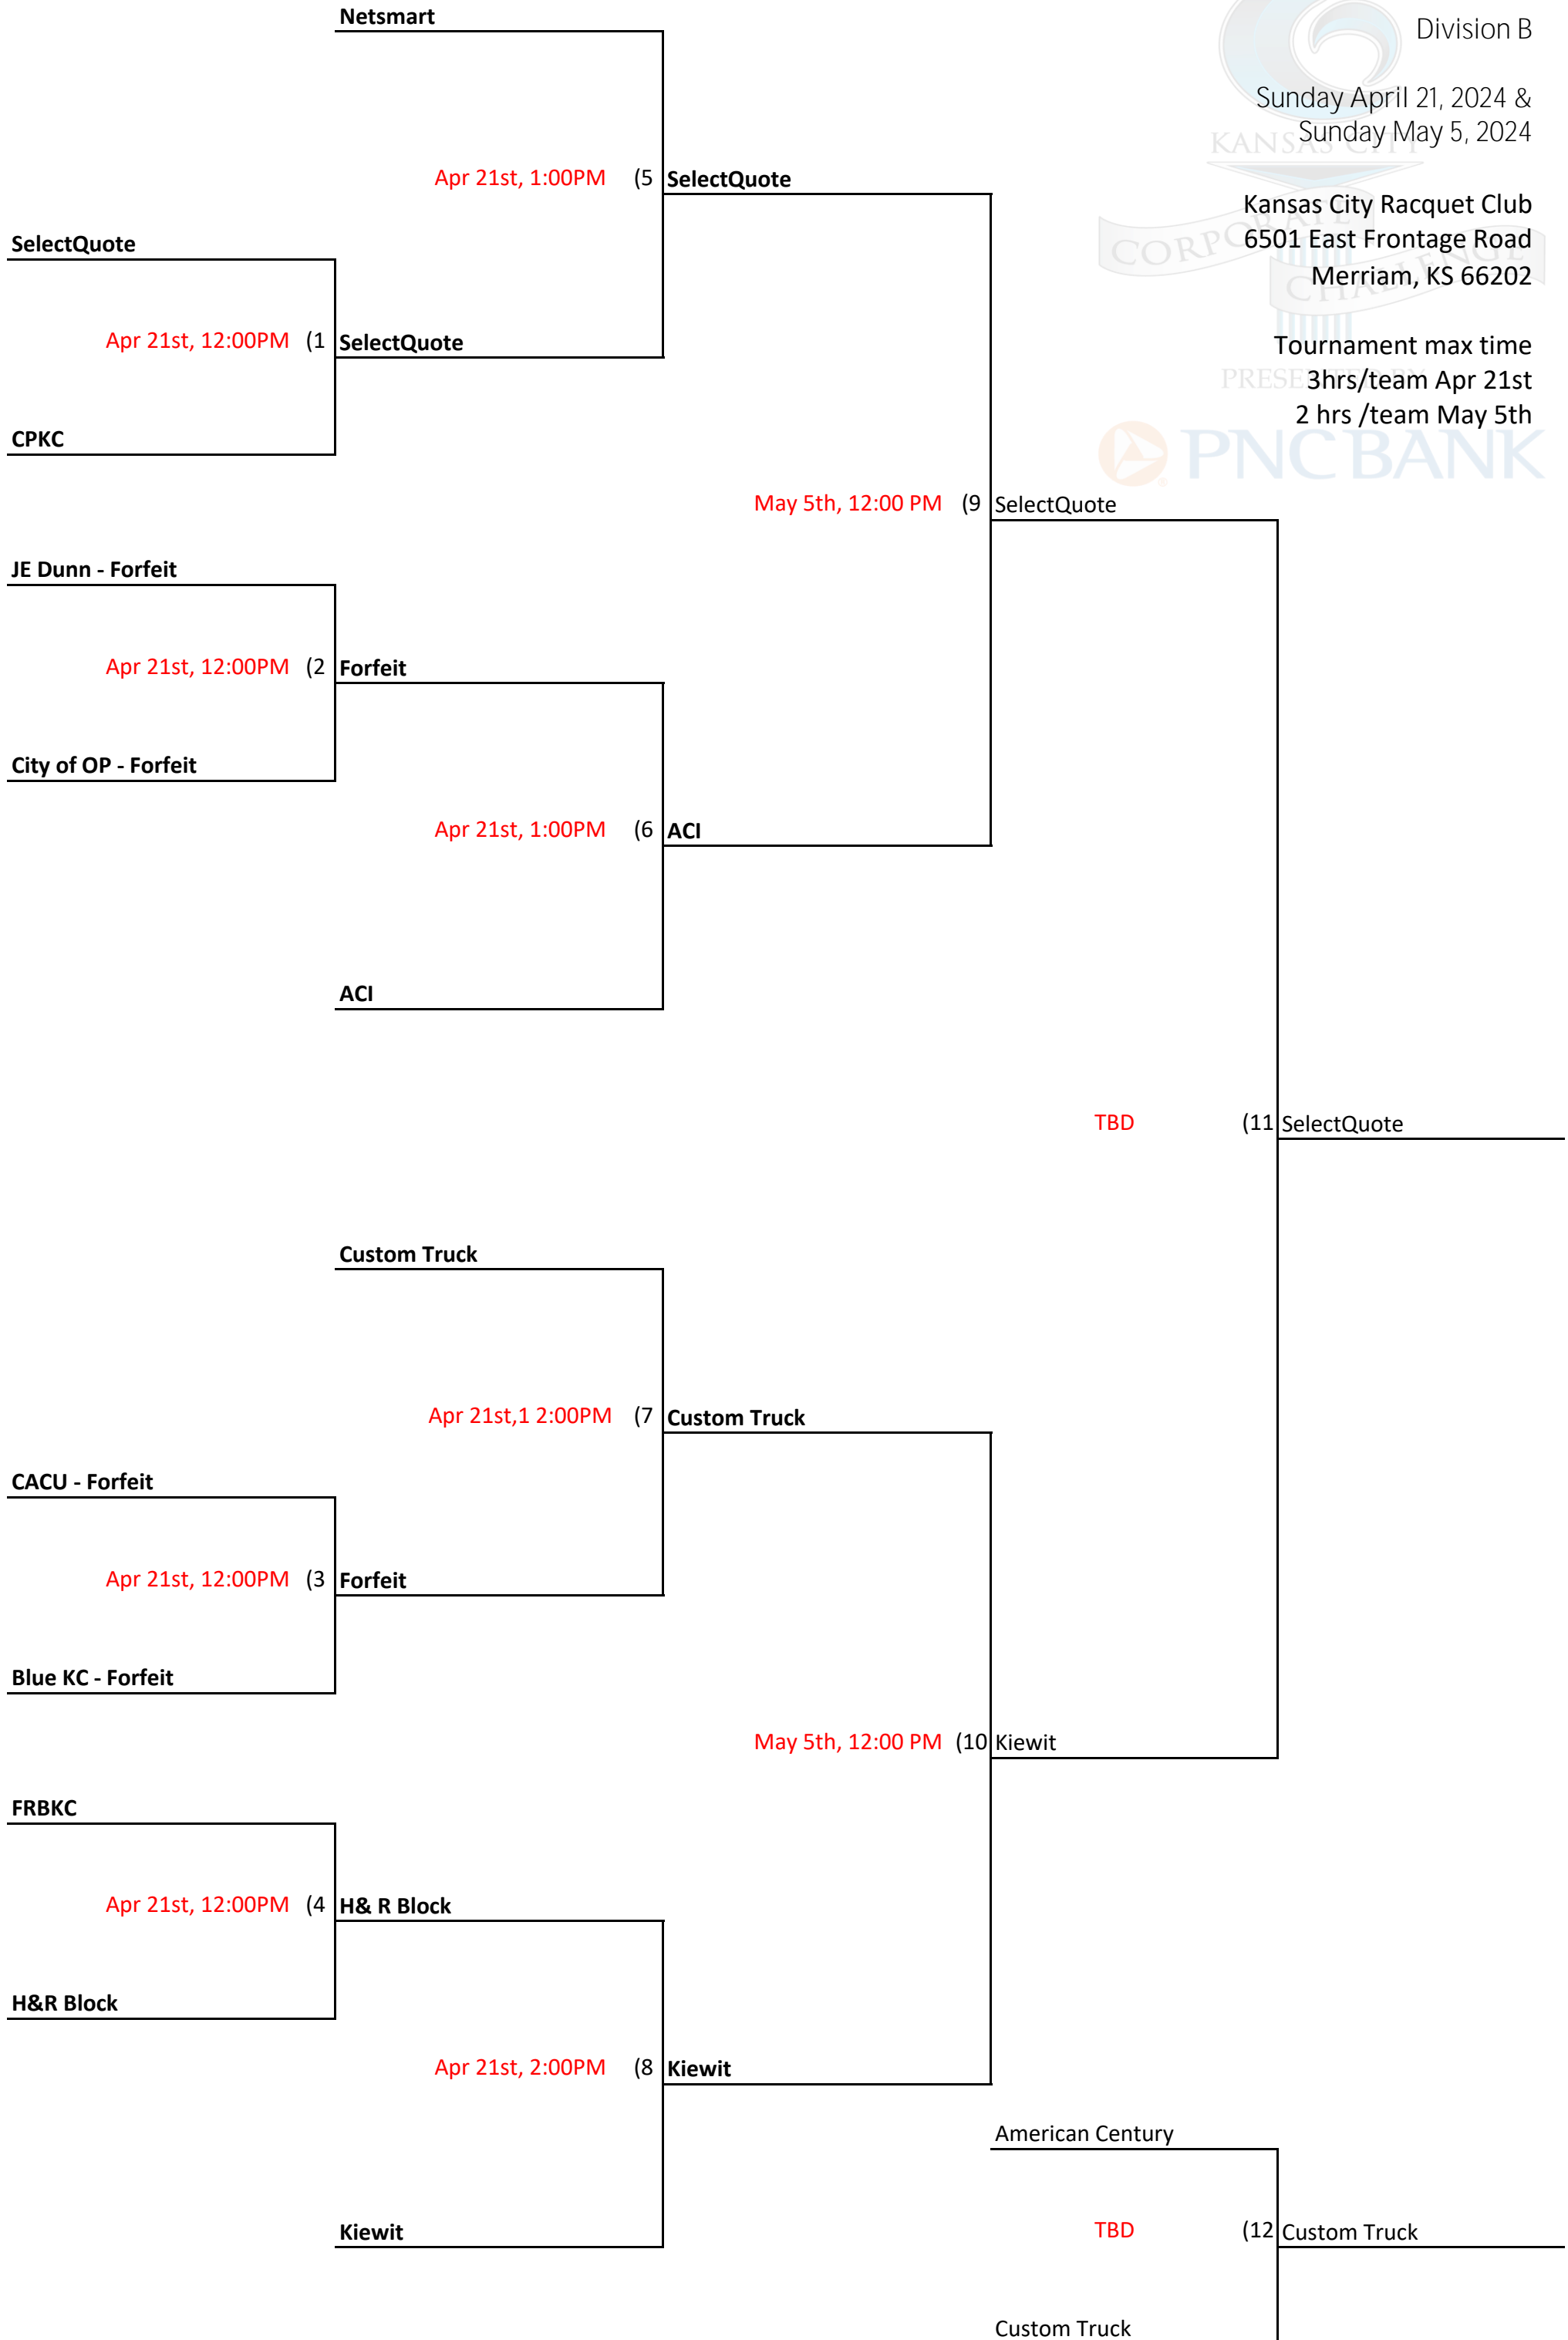 Netsmart
Division B
Sunday April 21, 2024 &
Sunday May 5, 2024
KANSAS CITY
Apr 21st, 1:00PM (5 SelectQuote
Kansas City Racquet Club
CORPORATE
6501 East Frontage Road
SelectQuote
CHALLENGE
Merriam, KS 66202
Apr 21st, 12:00PM (1 SelectQuote
Tournament max time
PRESENTED BY
3hrs/team Apr 21st
2 hrs /team May 5th
CPKC
PNC BANK
May 5th, 12:00 PM (9 SelectQuote
JE Dunn - Forfeit
Apr 21st, 12:00PM (2 Forfeit
City of OP - Forfeit
Apr 21st, 1:00PM (6 ACI
ACI
TBD (11 SelectQuote
Custom Truck
Apr 21st,1 2:00PM (7 Custom Truck
CACU - Forfeit
Apr 21st, 12:00PM (3 Forfeit
Blue KC - Forfeit
May 5th, 12:00 PM (10 Kiewit
FRBKC
Apr 21st, 12:00PM (4 H& R Block
H&R Block
Apr 21st, 2:00PM (8 Kiewit
American Century
Kiewit
TBD (12 Custom Truck
Custom Truck